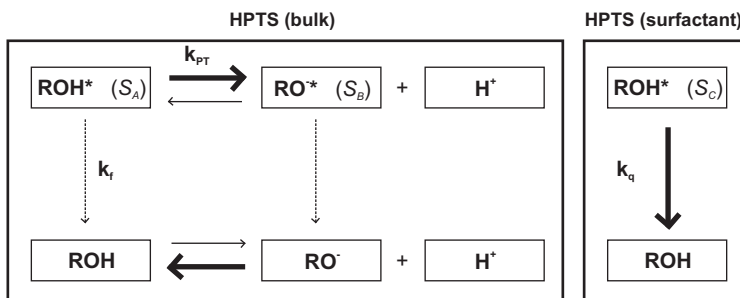 HPTS (bulk) HPTS (surfactant)
k_PT
ROH* (S_A) RO⁻* (S_B) + H⁺ ROH* (S_C)
k_f k_q
ROH RO⁻ + H⁺ ROH